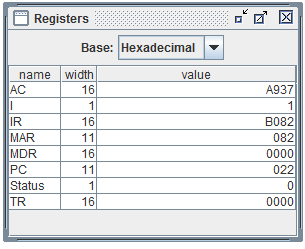 Registers
Base: Hexadecimal
name width value
AC 16 A937
I 1 1
IR 16 B082
MAR 11 082
MDR 16 0000
PC 11 022
Status 1 0
TR 16 0000